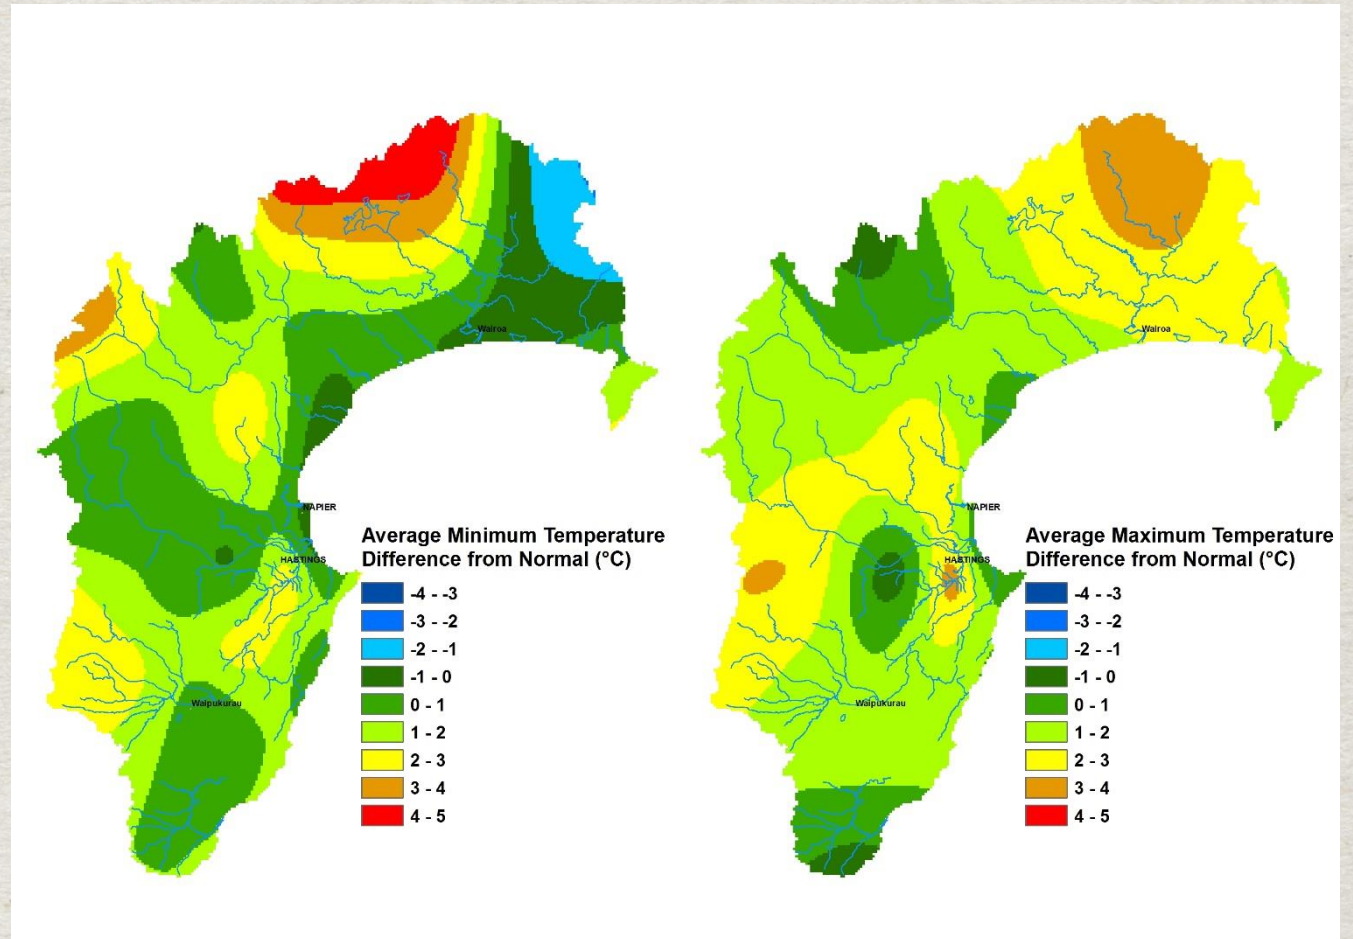 Wairoa
NAPIER
HASTINGS
Waipukurau
Average Minimum Temperature
Difference from Normal (°C)
-4 - -3
-3 - -2
-2 - -1
-1 - 0
0 - 1
1 - 2
2 - 3
3 - 4
4 - 5
Wairoa
NAPIER
HASTINGS
Waipukurau
Average Maximum Temperature
Difference from Normal (°C)
-4 - -3
-3 - -2
-2 - -1
-1 - 0
0 - 1
1 - 2
2 - 3
3 - 4
4 - 5